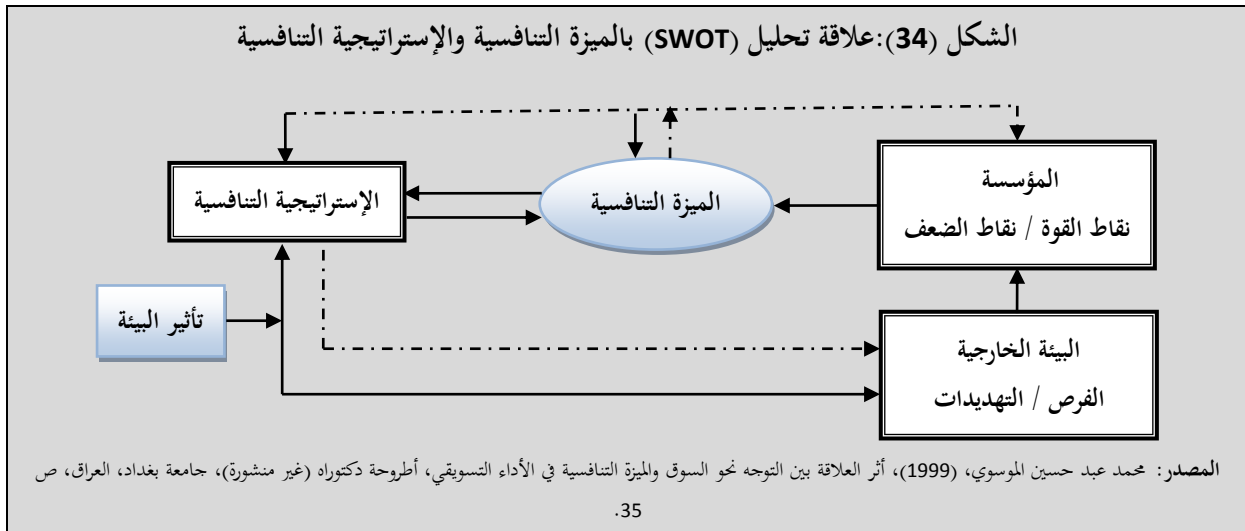 الشكل (34):علاقة تحليل (SWOT) بالميزة التنافسية والإستراتيجية التنافسية
المؤسسة
نقاط القوة / نقاط الضعف
الميزة التنافسية
الإستراتيجية التنافسية
تأثير البيئة
البيئة الخارجية
الفرص / التهديدات
المصدر: محمد عبد حسين الموسوي، (1999)، أثر العلاقة بين التوجه نحو السوق والميزة التنافسية في الأداء التسويقي، أطروحة دكتوراه (غير منشورة)، جامعة بغداد، العراق، ص
35.